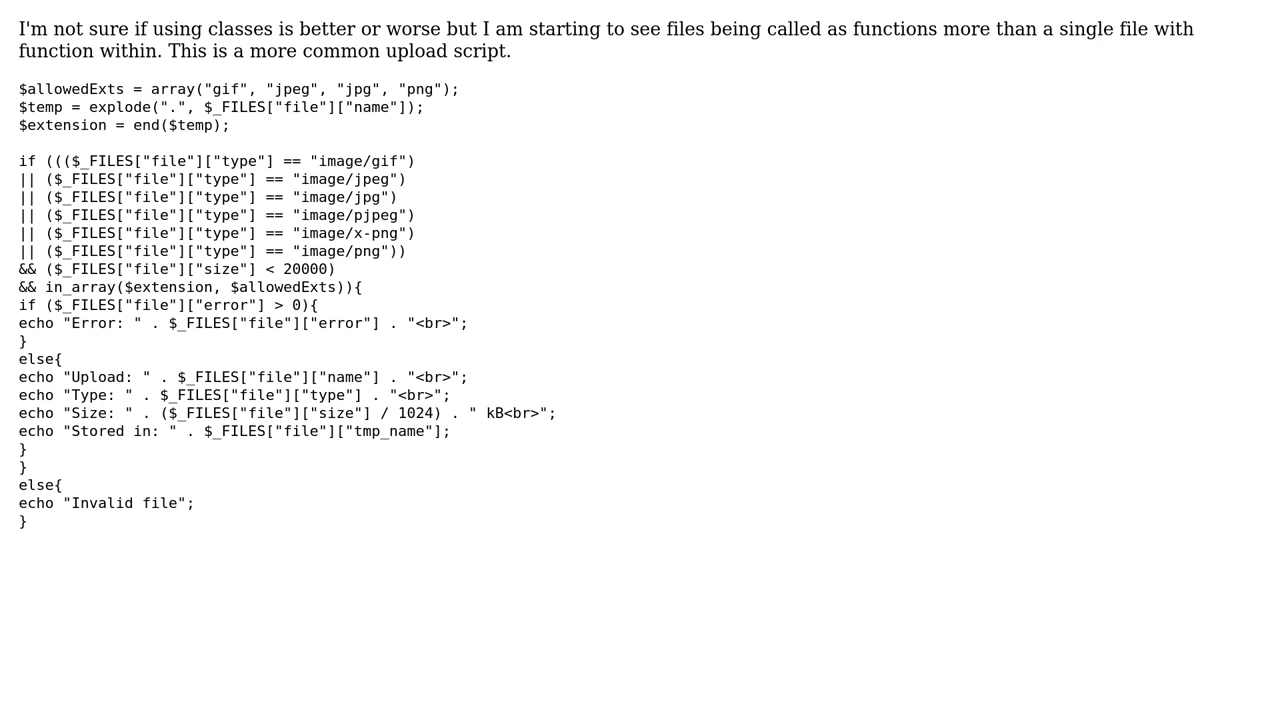 I'm not sure if using classes is better or worse but I am starting to see files being called as functions more than a single file with
function within. This is a more common upload script.
$allowedExts = array("gif", "jpeg", "jpg", "png");
$temp = explode(".", $_FILES["file"]["name"]);
$extension = end($temp);

if ((($_FILES["file"]["type"] == "image/gif")
|| ($_FILES["file"]["type"] == "image/jpeg")
|| ($_FILES["file"]["type"] == "image/jpg")
|| ($_FILES["file"]["type"] == "image/pjpeg")
|| ($_FILES["file"]["type"] == "image/x-png")
|| ($_FILES["file"]["type"] == "image/png"))
&& ($_FILES["file"]["size"] < 20000)
&& in_array($extension, $allowedExts)){
if ($_FILES["file"]["error"] > 0){
echo "Error: " . $_FILES["file"]["error"] . "<br>";
}
else{
echo "Upload: " . $_FILES["file"]["name"] . "<br>";
echo "Type: " . $_FILES["file"]["type"] . "<br>";
echo "Size: " . ($_FILES["file"]["size"] / 1024) . " kB<br>";
echo "Stored in: " . $_FILES["file"]["tmp_name"];
}
}
else{
echo "Invalid file";
}